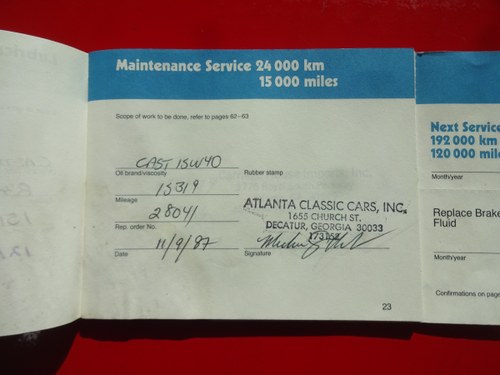 Maintenance Service 24 000 km
15 000 miles
Scope of work to be done, refer to pages 62–63
CAST 15W40
Oil brand/viscosity
Rubber stamp
15319
Mileage
28041
Rep. order No.
11/9/87
Date
ATLANTA CLASSIC CARS, INC.
1655 CHURCH ST.
DECATUR, GEORGIA 30033
Signature
23
Next Service
192 000 km
120 000 mile
Month/year
Replace Brake
Fluid
Month/year
Confirmations on page